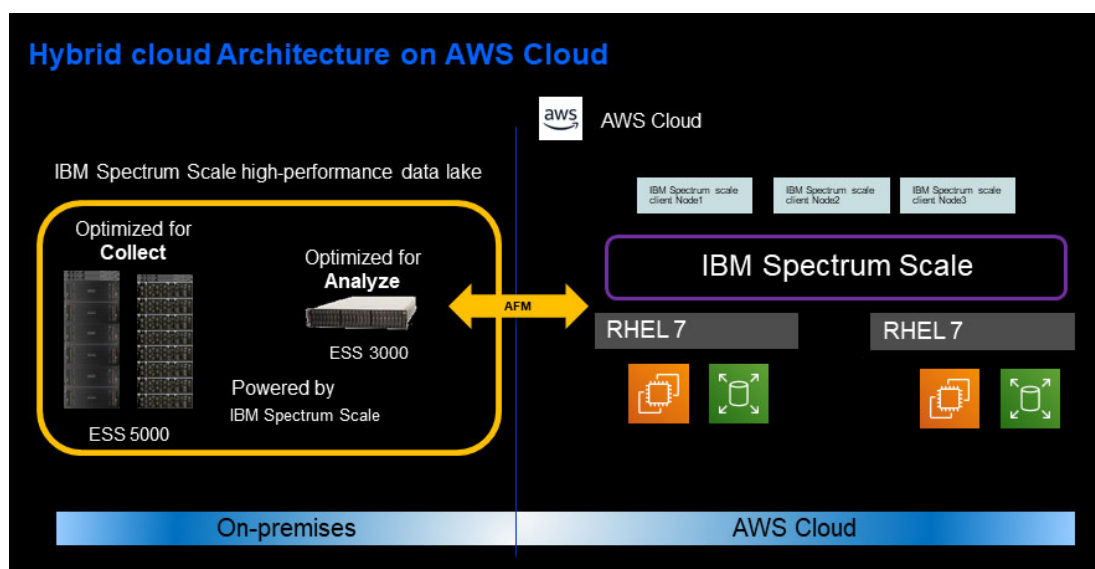 Hybrid cloud Architecture on AWS Cloud
aws
AWS Cloud
IBM Spectrum Scale high-performance data lake
Optimized for
Collect
Optimized for
Analyze
ESS 3000
Powered by
IBM Spectrum Scale
ESS 5000
AFM
IBM Spectrum scale
client Node1
IBM Spectrum scale
client Node2
IBM Spectrum scale
client Node3
IBM Spectrum Scale
RHEL 7
RHEL 7
On-premises
AWS Cloud